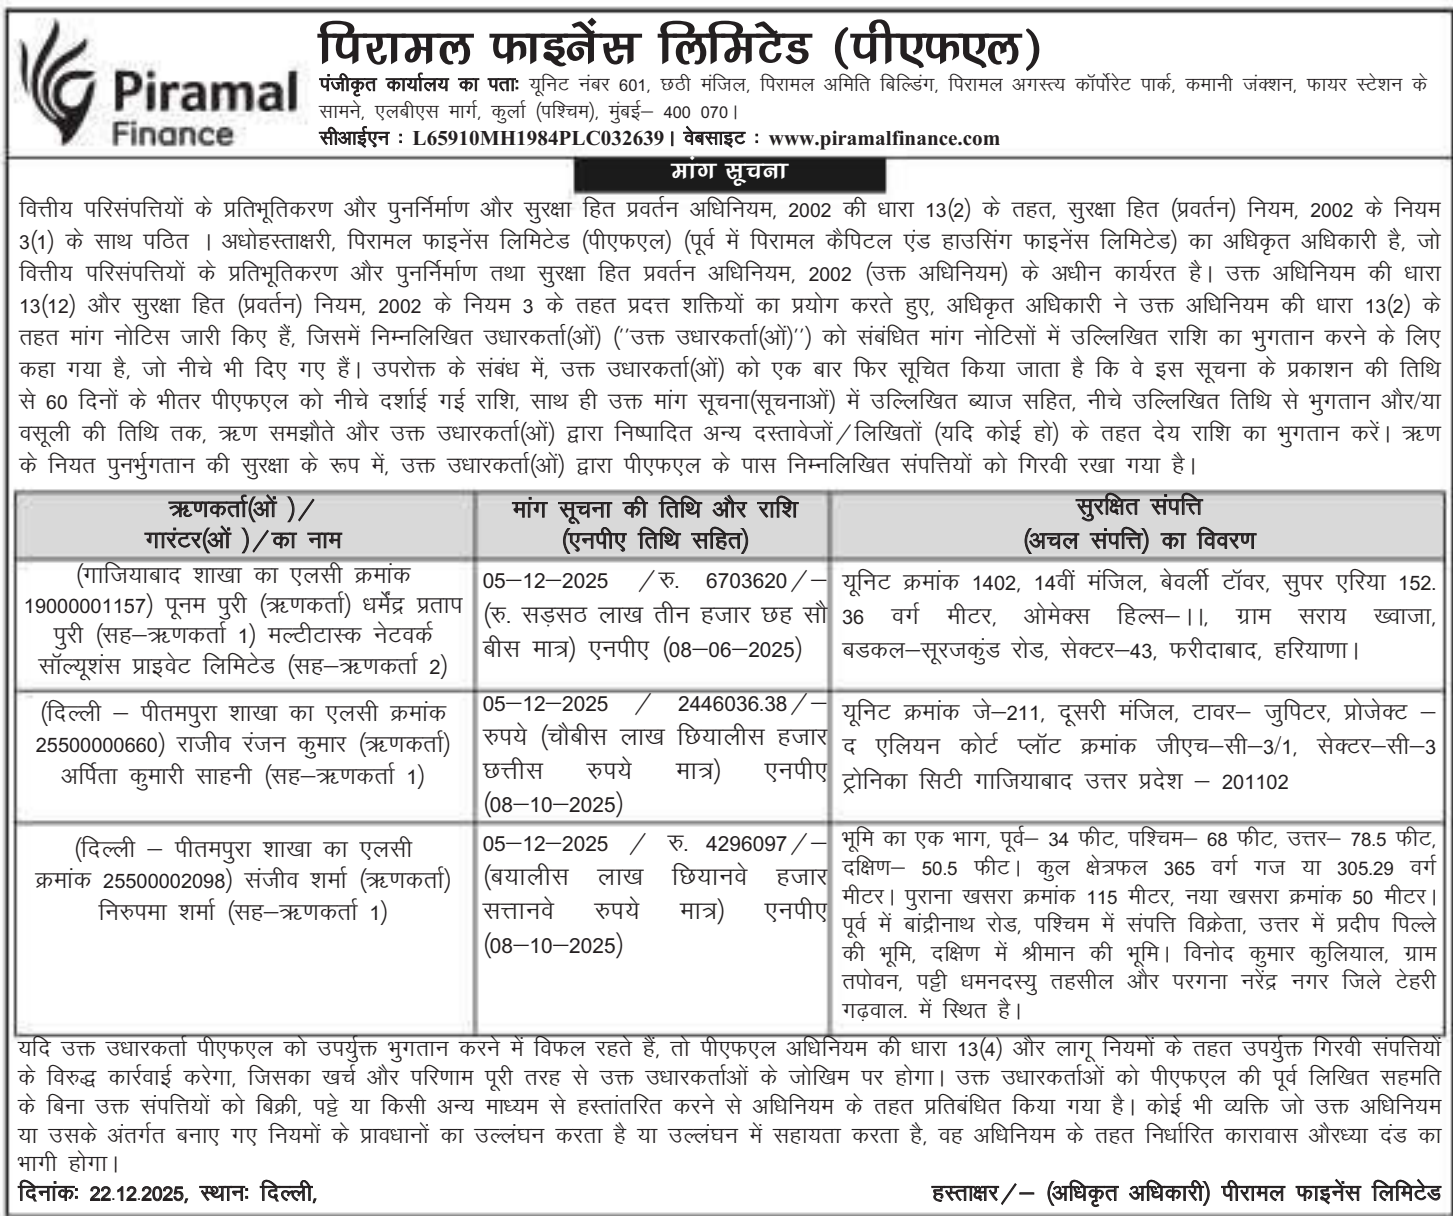 Piramal
Finance
पिरामल फाइनेंस लिमिटेड (पीएफएल)
पंजीकृत कार्यालय का पताः यूनिट नंबर 601, छठी मंजिल, पिरामल अमिति बिल्डिंग, पिरामल अगस्त्य कॉर्पोरेट पार्क, कमानी जंक्शन, फायर स्टेशन के
सामने, एलबीएस मार्ग, कुर्ला (पश्चिम), मुंबई– 400 070।
सीआईएन : L65910MH1984PLC032639। वेबसाइट : www.piramalfinance.com
मांग सूचना
वित्तीय परिसंपत्तियों के प्रतिभूतिकरण और पुनर्निर्माण और सुरक्षा हित प्रवर्तन अधिनियम, 2002 की धारा 13(2) के तहत, सुरक्षा हित (प्रवर्तन) नियम, 2002 के नियम
3(1) के साथ पठित । अधोहस्ताक्षरी, पिरामल फाइनेंस लिमिटेड (पीएफएल) (पूर्व में पिरामल कैपिटल एंड हाउसिंग फाइनेंस लिमिटेड) का अधिकृत अधिकारी है, जो
वित्तीय परिसंपत्तियों के प्रतिभूतिकरण और पुनर्निर्माण तथा सुरक्षा हित प्रवर्तन अधिनियम, 2002 (उक्त अधिनियम) के अधीन कार्यरत है। उक्त अधिनियम की धारा
13(12) और सुरक्षा हित (प्रवर्तन) नियम, 2002 के नियम 3 के तहत प्रदत्त शक्तियों का प्रयोग करते हुए, अधिकृत अधिकारी ने उक्त अधिनियम की धारा 13(2) के
तहत मांग नोटिस जारी किए हैं, जिसमें निम्नलिखित उधारकर्ता(ओं) (''उक्त उधारकर्ता(ओं)'') को संबंधित मांग नोटिसों में उल्लिखित राशि का भुगतान करने के लिए
कहा गया है, जो नीचे भी दिए गए हैं। उपरोक्त के संबंध में, उक्त उधारकर्ता(ओं) को एक बार फिर सूचित किया जाता है कि वे इस सूचना के प्रकाशन की तिथि
से 60 दिनों के भीतर पीएफएल को नीचे दर्शाई गई राशि, साथ ही उक्त मांग सूचना(सूचनाओं) में उल्लिखित ब्याज सहित, नीचे उल्लिखित तिथि से भुगतान और/या
वसूली की तिथि तक, ऋण समझौते और उक्त उधारकर्ता(ओं) द्वारा निष्पादित अन्य दस्तावेजों/लिखितों (यदि कोई हो) के तहत देय राशि का भुगतान करें। ऋण
के नियत पुनर्भुगतान की सुरक्षा के रूप में, उक्त उधारकर्ता(ओं) द्वारा पीएफएल के पास निम्नलिखित संपत्तियों को गिरवी रखा गया है।
ऋणकर्ता(ओं )/
गारंटर(ओं )/का नाम
मांग सूचना की तिथि और राशि
(एनपीए तिथि सहित)
सुरक्षित संपत्ति
(अचल संपत्ति) का विवरण
(गाजियाबाद शाखा का एलसी क्रमांक
19000001157) पूनम पुरी (ऋणकर्ता) धर्मेंद्र प्रताप
पुरी (सह–ऋणकर्ता 1) मल्टीटास्क नेटवर्क
सॉल्यूशंस प्राइवेट लिमिटेड (सह–ऋणकर्ता 2)
05–12–2025 /रु. 6703620/–
(रु. सड़सठ लाख तीन हजार छह सौ
बीस मात्र) एनपीए (08–06–2025)
यूनिट क्रमांक 1402, 14वीं मंजिल, बेवर्ली टॉवर, सुपर एरिया 152.
36 वर्ग मीटर, ओमेक्स हिल्स–।।, ग्राम सराय ख्वाजा,
बडकल–सूरजकुंड रोड, सेक्टर–43, फरीदाबाद, हरियाणा।
(दिल्ली – पीतमपुरा शाखा का एलसी क्रमांक
25500000660) राजीव रंजन कुमार (ऋणकर्ता)
अर्पिता कुमारी साहनी (सह–ऋणकर्ता 1)
05–12–2025 / 2446036.38/–
रुपये (चौबीस लाख छियालीस हजार
छत्तीस रुपये मात्र) एनपीए
(08–10–2025)
यूनिट क्रमांक जे–211, दूसरी मंजिल, टावर– जुपिटर, प्रोजेक्ट –
द एलियन कोर्ट प्लॉट क्रमांक जीएच–सी–3/1, सेक्टर–सी–3
ट्रोनिका सिटी गाजियाबाद उत्तर प्रदेश – 201102
(दिल्ली – पीतमपुरा शाखा का एलसी
क्रमांक 25500002098) संजीव शर्मा (ऋणकर्ता)
निरुपमा शर्मा (सह–ऋणकर्ता 1)
05–12–2025 / रु. 4296097/–
(बयालीस लाख छियानवे हजार
सत्तानवे रुपये मात्र) एनपीए
(08–10–2025)
भूमि का एक भाग, पूर्व– 34 फीट, पश्चिम– 68 फीट, उत्तर– 78.5 फीट,
दक्षिण– 50.5 फीट। कुल क्षेत्रफल 365 वर्ग गज या 305.29 वर्ग
मीटर। पुराना खसरा क्रमांक 115 मीटर, नया खसरा क्रमांक 50 मीटर।
पूर्व में बांद्रीनाथ रोड, पश्चिम में संपत्ति विक्रेता, उत्तर में प्रदीप पिल्ले
की भूमि, दक्षिण में श्रीमान की भूमि। विनोद कुमार कुलियाल, ग्राम
तपोवन, पट्टी धमनदस्यु तहसील और परगना नरेंद्र नगर जिले टेहरी
गढ़वाल. में स्थित है।
यदि उक्त उधारकर्ता पीएफएल को उपर्युक्त भुगतान करने में विफल रहते हैं, तो पीएफएल अधिनियम की धारा 13(4) और लागू नियमों के तहत उपर्युक्त गिरवी संपत्तियों
के विरुद्ध कार्रवाई करेगा, जिसका खर्च और परिणाम पूरी तरह से उक्त उधारकर्ताओं के जोखिम पर होगा। उक्त उधारकर्ताओं को पीएफएल की पूर्व लिखित सहमति
के बिना उक्त संपत्तियों को बिक्री, पट्टे या किसी अन्य माध्यम से हस्तांतरित करने से अधिनियम के तहत प्रतिबंधित किया गया है। कोई भी व्यक्ति जो उक्त अधिनियम
या उसके अंतर्गत बनाए गए नियमों के प्रावधानों का उल्लंघन करता है या उल्लंघन में सहायता करता है, वह अधिनियम के तहत निर्धारित कारावास औरध्या दंड का
भागी होगा।
दिनांकः 22.12.2025, स्थानः दिल्ली,
हस्ताक्षर/– (अधिकृत अधिकारी) पीरामल फाइनेंस लिमिटेड